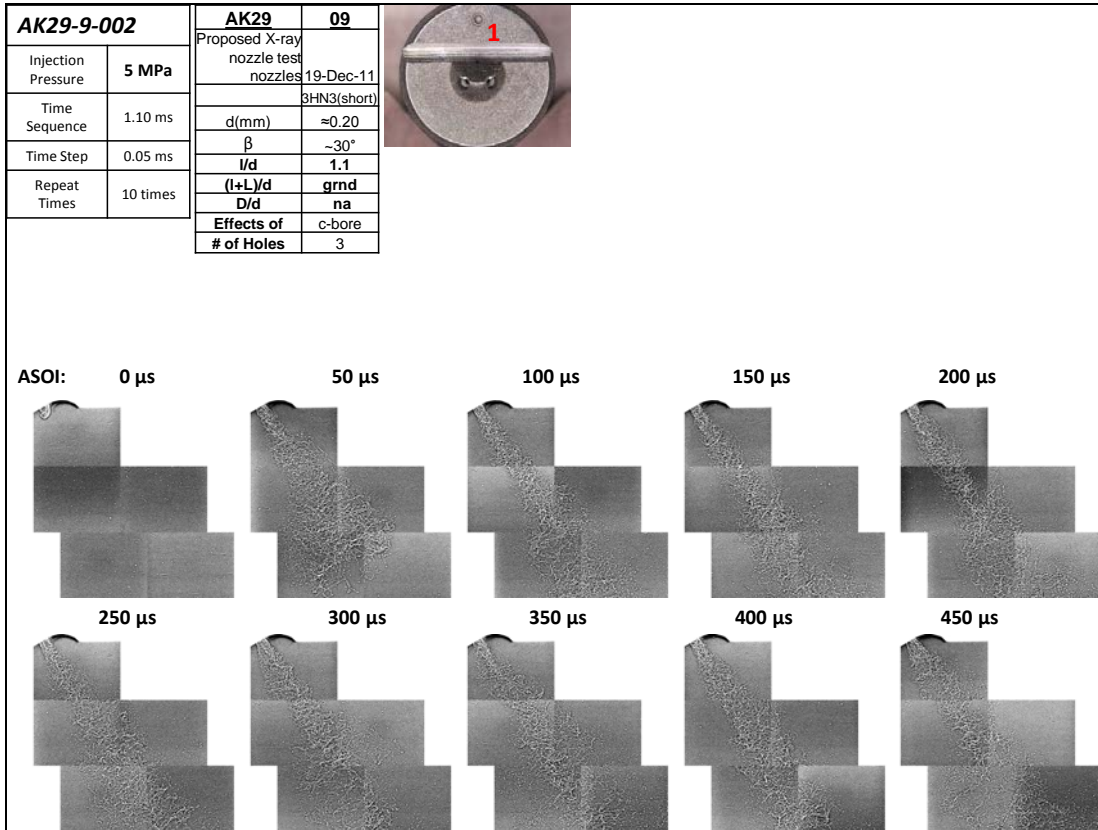 AK29-9-002
Injection
Pressure
5 MPa
Time
Sequence
1.10 ms
Time Step
0.05 ms
Repeat
Times
10 times
AK29 09
Proposed X-ray
nozzle test
nozzles 19-Dec-11
3HN3(short)
d(mm) ≈0.20
β ~30°
l/d 1.1
(l+L)/d grnd
D/d na
Effects of c-bore
# of Holes 3
1
ASOI: 0 µs 50 µs 100 µs 150 µs 200 µs
250 µs 300 µs 350 µs 400 µs 450 µs